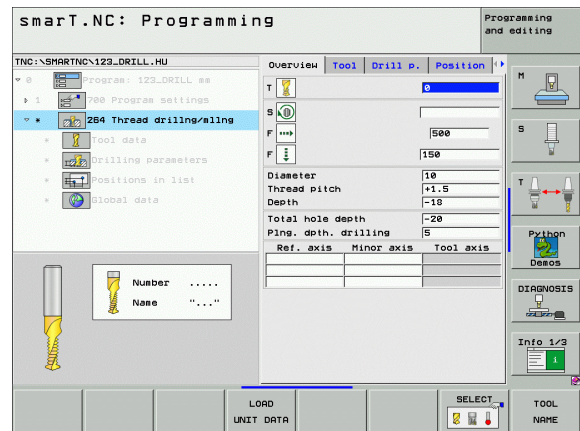 smarT.NC: Programming
Programming and editing
TNC:\SMARTNC\123_DRILL.HU
0 Program: 123_DRILL mm
1 700 Program settings
* 264 Thread drillng/mllng
* Tool data
* Drilling parameters
* Positions in list
* Global data
Overview Tool Drill p. Position
T 0
S
F 500
F 150
Diameter 10
Thread pitch +1.5
Depth -18
Total hole depth -20
Plng. dpth. drilling 5
Ref. axis Minor axis Tool axis
Number .....
Name "..."
M
S
T
Python
Demos
DIAGNOSIS
Info 1/3
LOAD
UNIT DATA
SELECT
TOOL
NAME